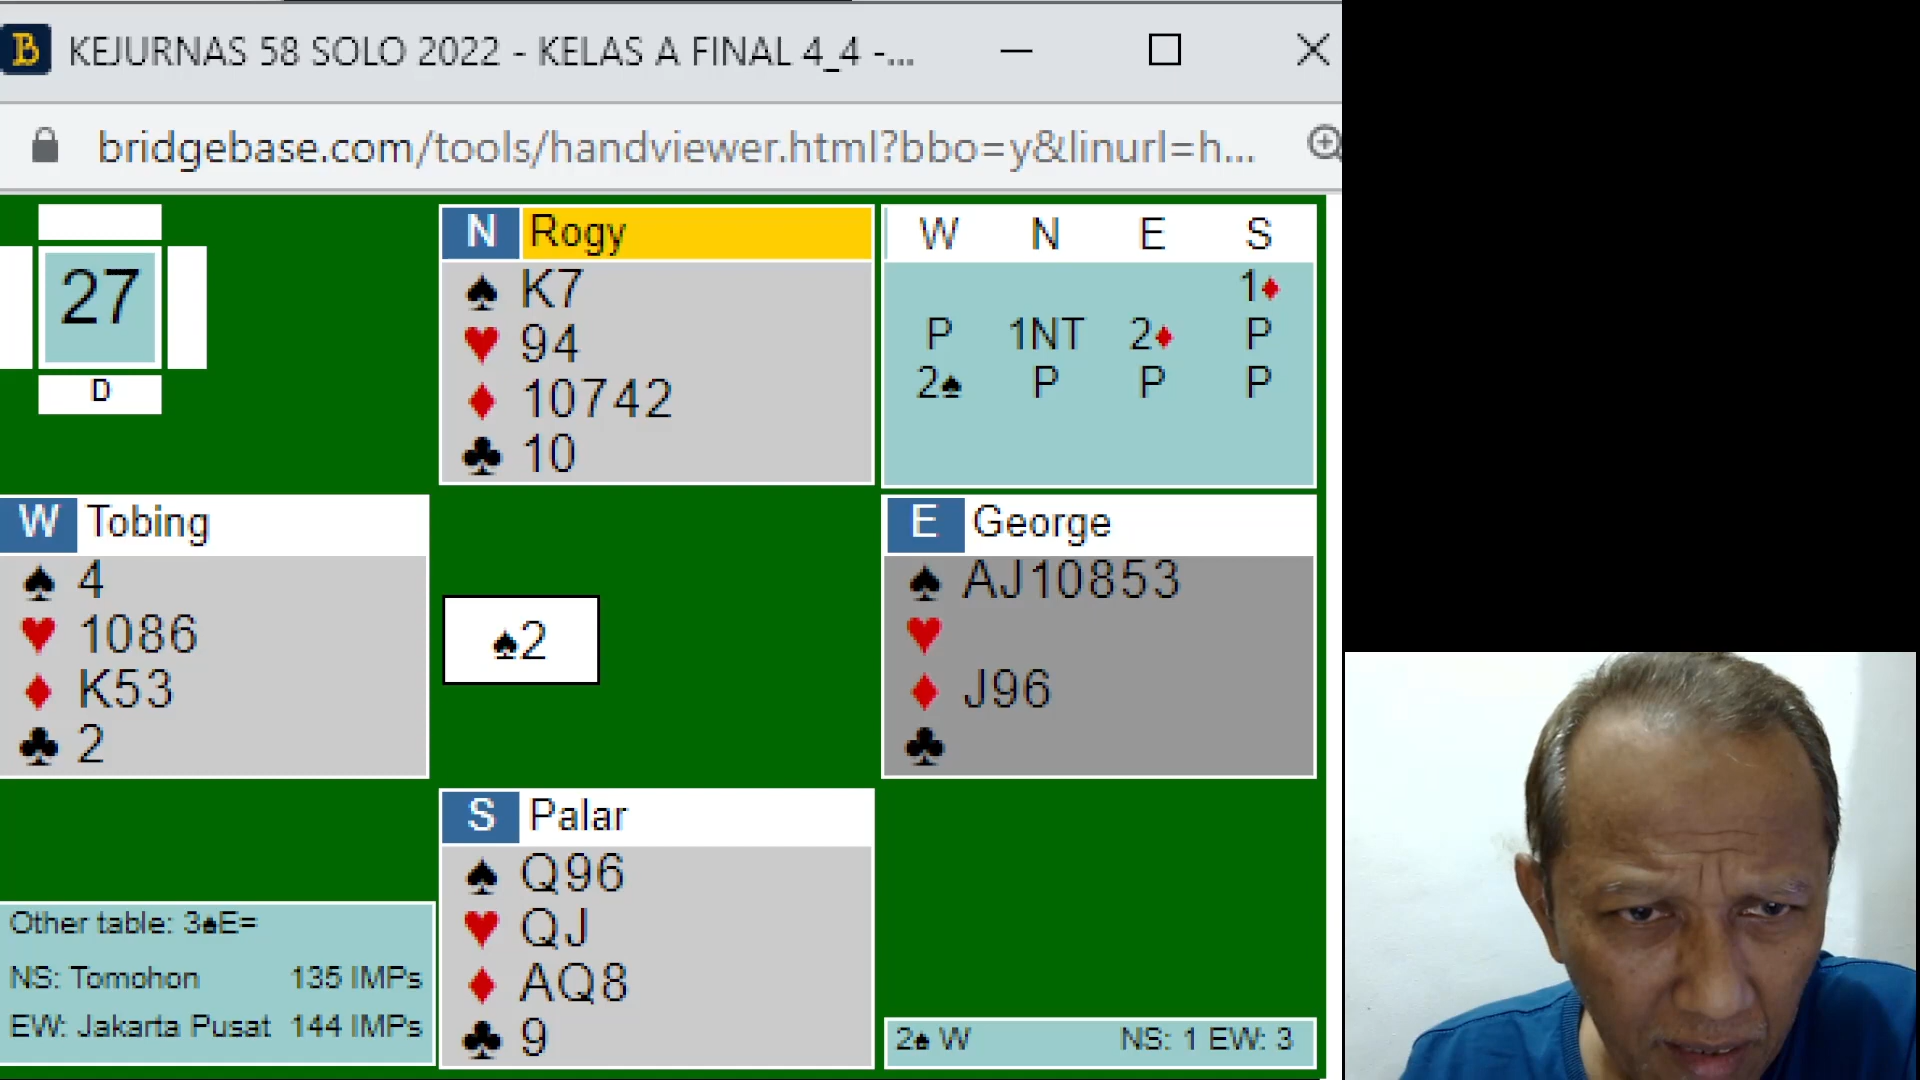 B KEJURNAS 58 SOLO 2022 - KELAS A FINAL 4_4 -...
bridgebase.com/tools/handviewer.html?bbo=y&linurl=h...
27
D
N Rogy
♠ K7
♥ 94
♦ 10742
♣ 10
W N E S
1♦
P 1NT 2♦ P
2♠ P P P
W Tobing
♠ 4
♥ 1086
♦ K53
♣ 2
♠2
E George
♠ AJ10853
♥
♦ J96
♣
S Palar
♠ Q96
♥ QJ
♦ AQ8
♣ 9
Other table: 3♠E=
NS: Tomohon 135 IMPs
EW: Jakarta Pusat 144 IMPs
2♠ W NS: 1 EW: 3